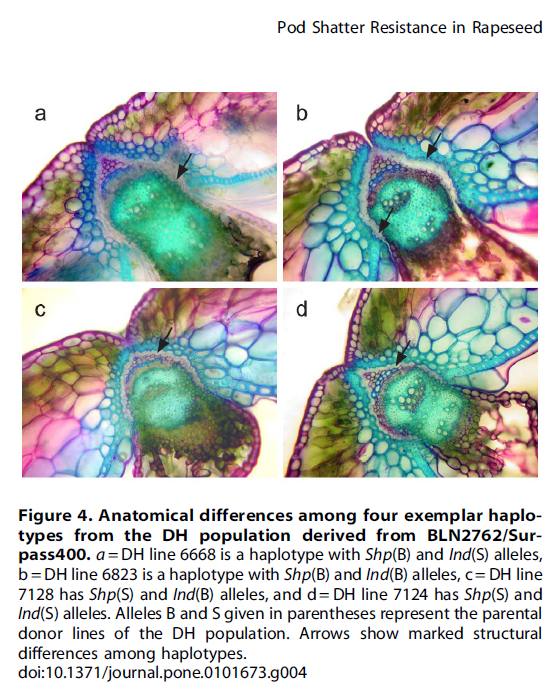 Pod Shatter Resistance in Rapeseed
a
b
c
d
Figure 4. Anatomical differences among four exemplar haplo-
types from the DH population derived from BLN2762/Sur-
pass400. a = DH line 6668 is a haplotype with Shp(B) and Ind(S) alleles,
b = DH line 6823 is a haplotype with Shp(B) and Ind(B) alleles, c = DH line
7128 has Shp(S) and Ind(B) alleles, and d = DH line 7124 has Shp(S) and
Ind(S) alleles. Alleles B and S given in parentheses represent the parental
donor lines of the DH population. Arrows show marked structural
differences among haplotypes.
doi:10.1371/journal.pone.0101673.g004